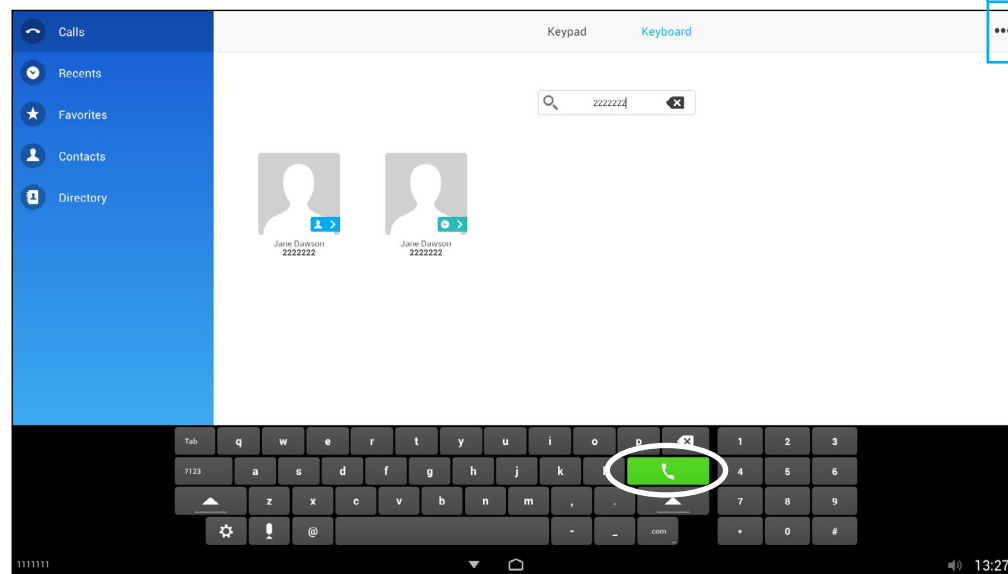 Calls
Keypad
Keyboard
Recents
2222222
Favorites
Contacts
Directory
Jane Dawson
2222222
Jane Dawson
2222222
Tab q w e r t y u i o p 1 2 3
?123 a s d f g h j k 4 5 6
z x c v b n m , . 7 8 9
@ - _ .com * 0 #
1111111
13:27